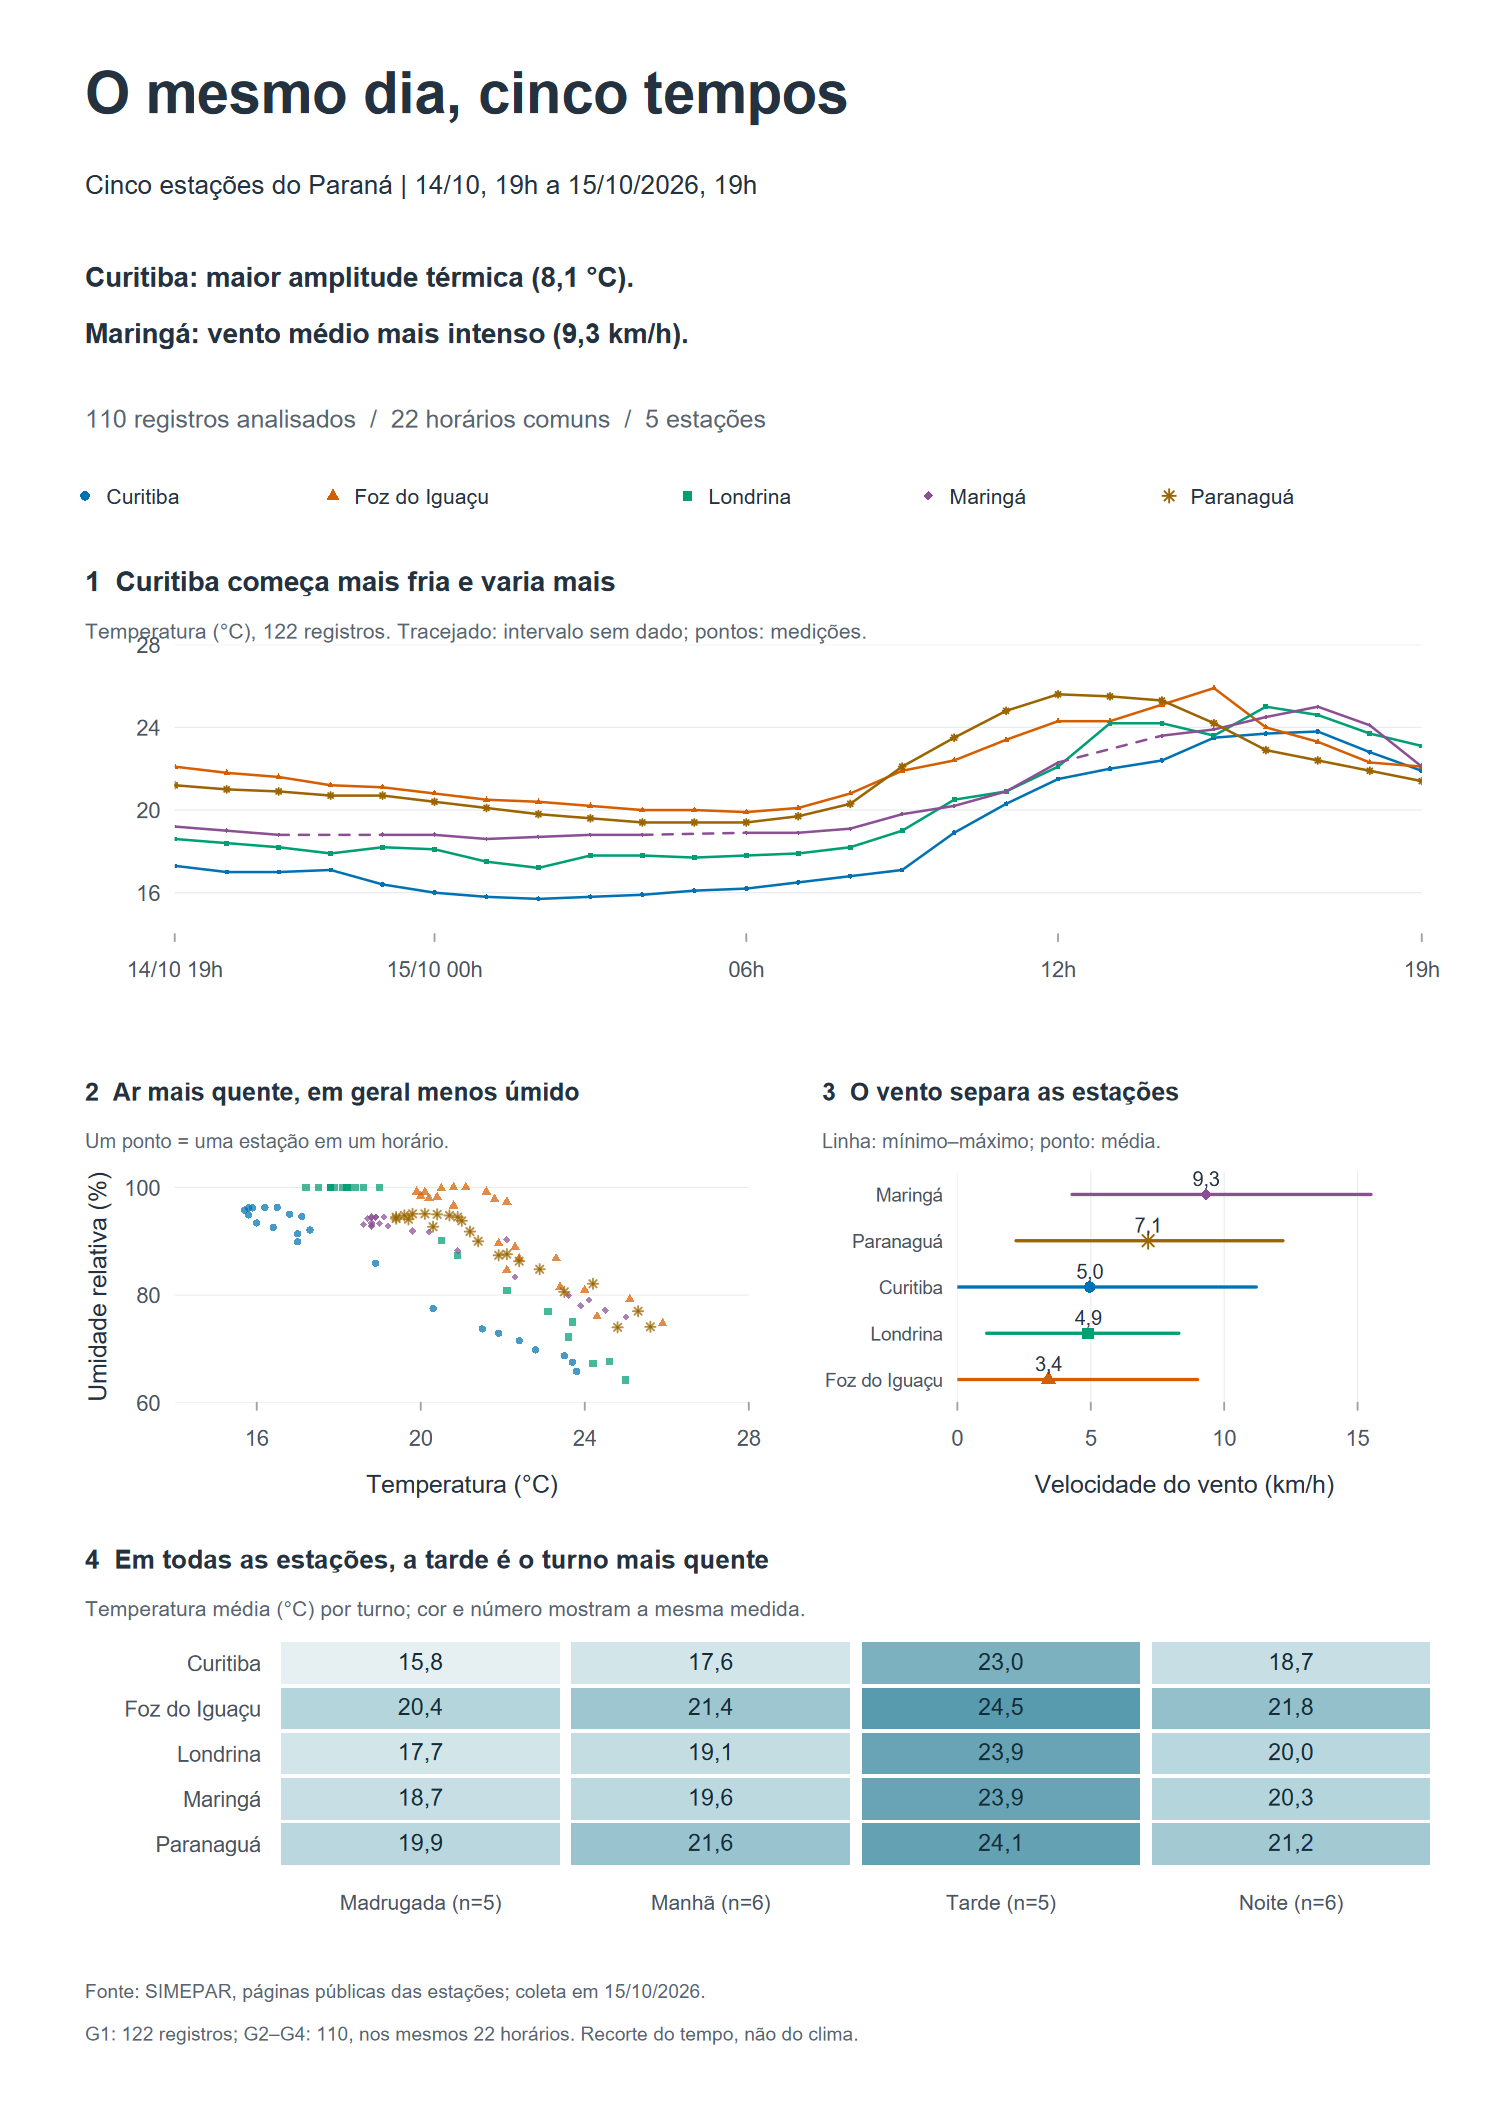 O mesmo dia, cinco tempos
Cinco estações do Paraná | 14/10, 19h a 15/10/2026, 19h
Curitiba: maior amplitude térmica (8,1 °C).
Maringá: vento médio mais intenso (9,3 km/h).
110 registros analisados / 22 horários comuns / 5 estações
Curitiba Foz do Iguaçu Londrina Maringá Paranaguá
1 Curitiba começa mais fria e varia mais
Temperatura (°C), 122 registros. Tracejado: intervalo sem dado; pontos: medições.
28
24
20
16
14/10 19h 15/10 00h 06h 12h 19h
2 Ar mais quente, em geral menos úmido
Um ponto = uma estação em um horário.
Umidade relativa (%)
100
80
60
16 20 24 28
Temperatura (°C)
3 O vento separa as estações
Linha: mínimo–máximo; ponto: média.
Maringá 9,3
Paranaguá 7,1
Curitiba 5,0
Londrina 4,9
Foz do Iguaçu 3,4
0 5 10 15
Velocidade do vento (km/h)
4 Em todas as estações, a tarde é o turno mais quente
Temperatura média (°C) por turno; cor e número mostram a mesma medida.
Curitiba 15,8 17,6 23,0 18,7
Foz do Iguaçu 20,4 21,4 24,5 21,8
Londrina 17,7 19,1 23,9 20,0
Maringá 18,7 19,6 23,9 20,3
Paranaguá 19,9 21,6 24,1 21,2
Madrugada (n=5) Manhã (n=6) Tarde (n=5) Noite (n=6)
Fonte: SIMEPAR, páginas públicas das estações; coleta em 15/10/2026.
G1: 122 registros; G2–G4: 110, nos mesmos 22 horários. Recorte do tempo, não do clima.